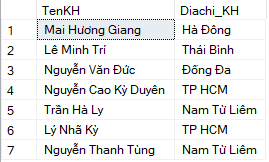 TenKH Diachi_KH
1 Mai Hương Giang Hà Đông
2 Lê Minh Trí Thái Bình
3 Nguyễn Văn Đức Đống Đa
4 Nguyễn Cao Kỳ Duyên TP HCM
5 Trần Hà Ly Nam Từ Liêm
6 Lý Nhã Kỳ TP HCM
7 Nguyễn Thanh Tùng Nam Từ Liêm